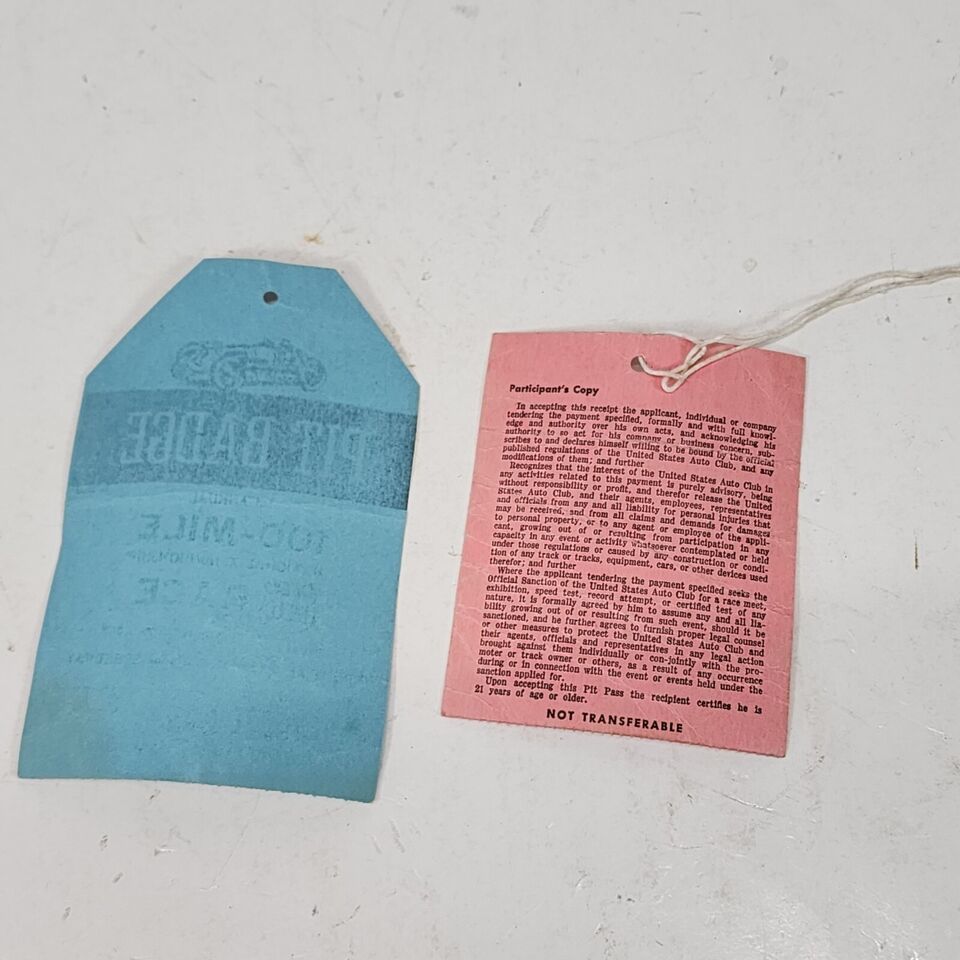 PIT BADGE
100-MILE
RACE
Participant's Copy
In accepting this receipt the applicant, individual or company
tendering the payment specified, formally and with full knowl-
edge and authority over his own acts, and acknowledging his
authority to so act for his company or business concern, sub-
scribes to and declares himself willing to be bound by the official
published regulations of the United States Auto Club, and any
modifications of them; and further
Recognizes that the interest of the United States Auto Club in
any activities related to this payment is purely advisory, being
without responsibility or profit, and therefor release the United
States Auto Club, and their agents, employees, representatives
and officials from any and all liability for personal injuries that
may be received, and from all claims and demands for damages
to personal property, or to any agent or employee of the appli-
cant, growing out of or resulting from participation in any
capacity in any event or activity whatsoever contemplated or held
under those regulations or caused by any construction or condi-
tion of any track or tracks, equipment, cars, or other devices used
therefor; and further
Where the applicant tendering the payment specified seeks the
Official Sanction of the United States Auto Club for a race meet,
exhibition, speed test, record attempt, or certified test of any
nature, it is formally agreed by him to assume any and all lia-
bility growing out of or resulting from such event, should it be
sanctioned, and he further agrees to furnish proper legal counsel
or other measures to protect the United States Auto Club and
their agents, officials and representatives in any legal action
brought against them individually or con-jointly with the pro-
moter or track owner or others, as a result of any occurrence
during or in connection with the event or events held under the
sanction applied for.
Upon accepting this Pit Pass the recipient certifies he is
21 years of age or older.
NOT TRANSFERABLE